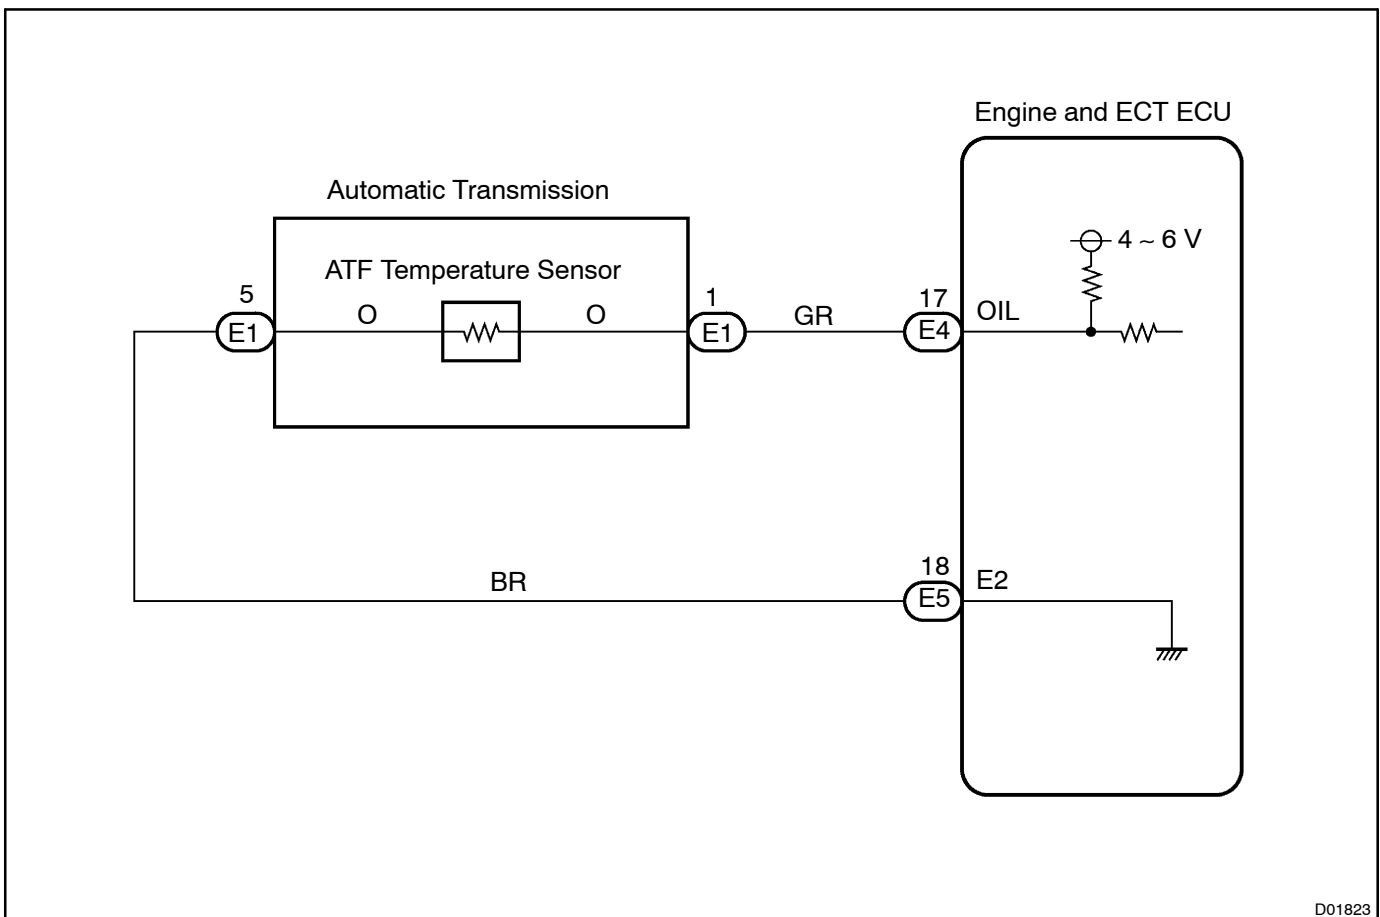 Engine and ECT ECU
Automatic Transmission
4 ~ 6 V
ATF Temperature Sensor
5
O
O
1
GR
17
OIL
E1
E1
E4
18
BR
E2
E5
D01823